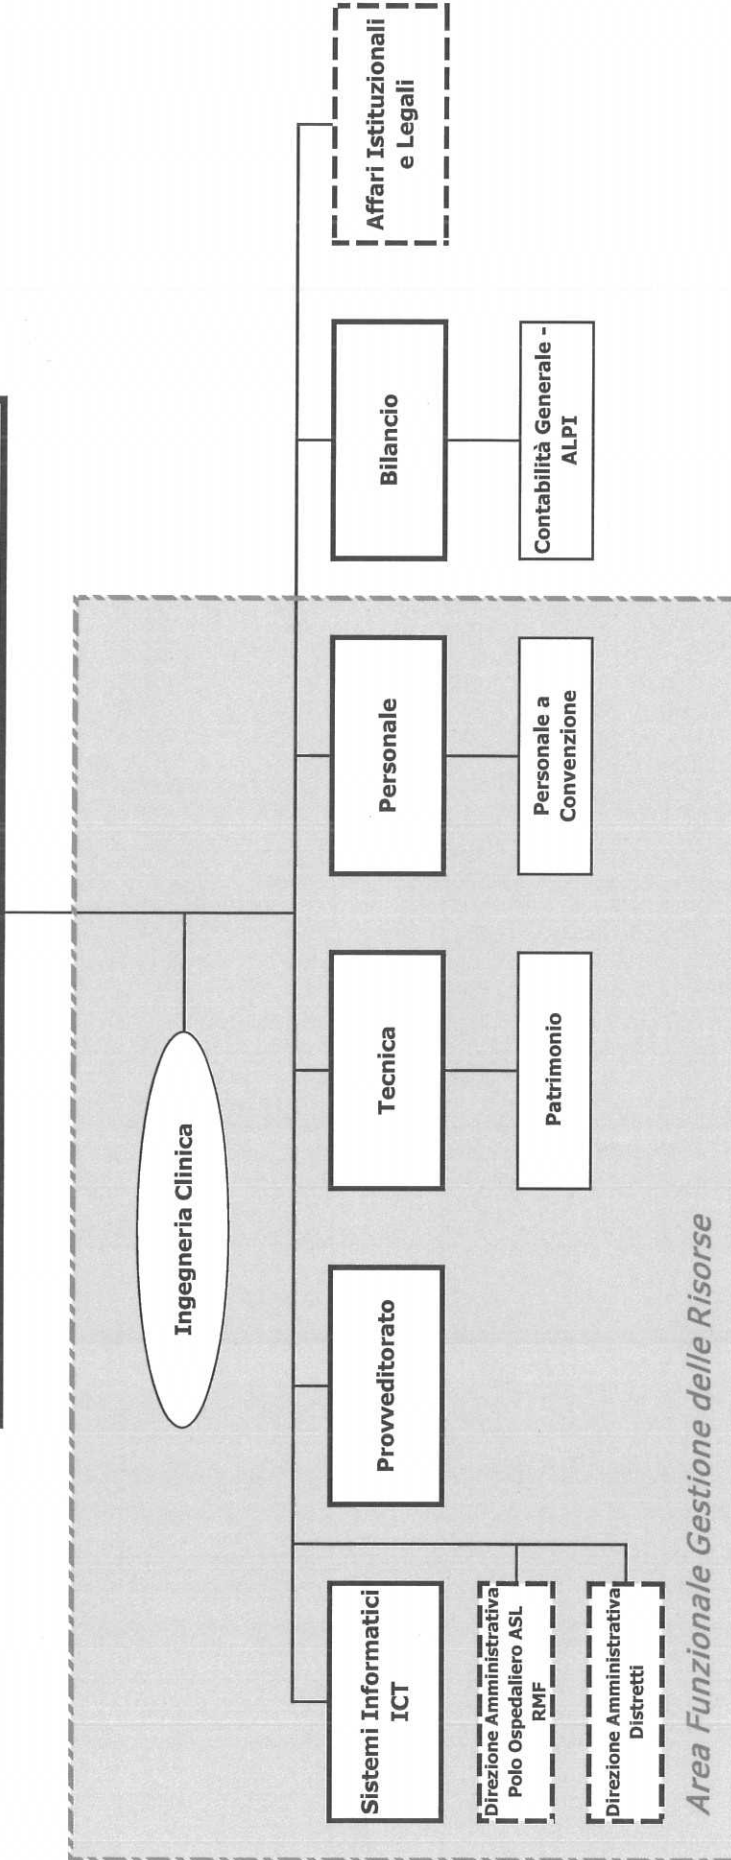 Ingegneria Clinica
Sistemi Informatici
ICT
Provveditorato
Tecnica
Personale
Bilancio
Affari Istituzionali
e Legali
Direzione Amministrativa
Polo Ospedaliero ASL
RMF
Direzione Amministrativa
Distretti
Patrimonio
Personale a
Convenzione
Contabilità Generale -
ALPI
Area Funzionale Gestione delle Risorse